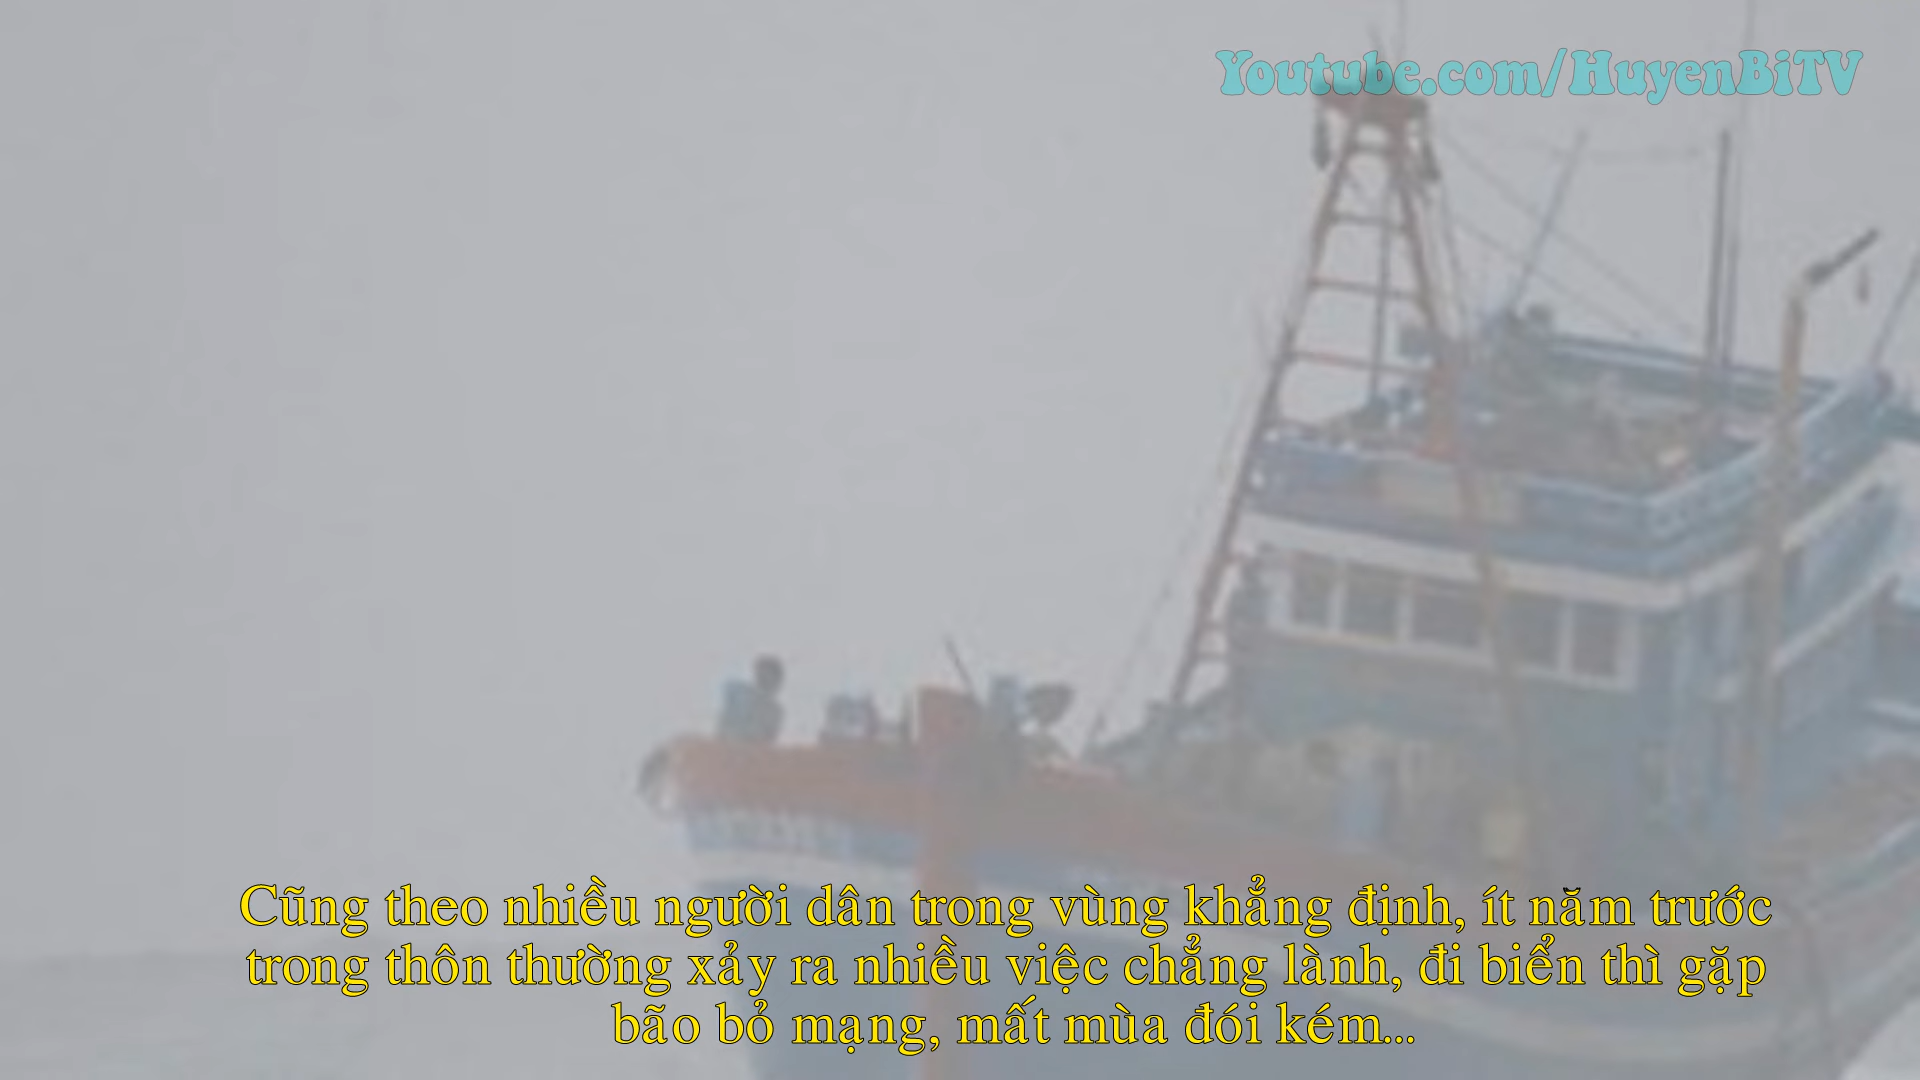 Youtube.com/HuyenBiTV
Cũng theo nhiều người dân trong vùng khẳng định, ít năm trước
trong thôn thường xảy ra nhiều việc chẳng lành, đi biển thì gặp
bão bỏ mạng, mất mùa đói kém...